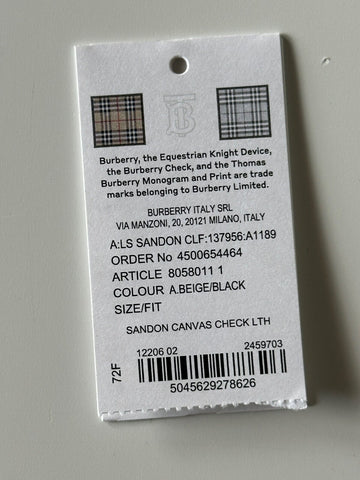 TB
Burberry, the Equestrian Knight Device,
the Burberry Check, and the Thomas
Burberry Monogram and Print are trade
marks belonging to Burberry Limited.
BURBERRY ITALY SRL
VIA MANZONI, 20, 20121 MILANO, ITALY
A:LS SANDON CLF:137956:A1189
ORDER No 4500654464
ARTICLE 8058011 1
COLOUR A.BEIGE/BLACK
SIZE/FIT
SANDON CANVAS CHECK LTH
72F
12206 02 2459703
5045629278626